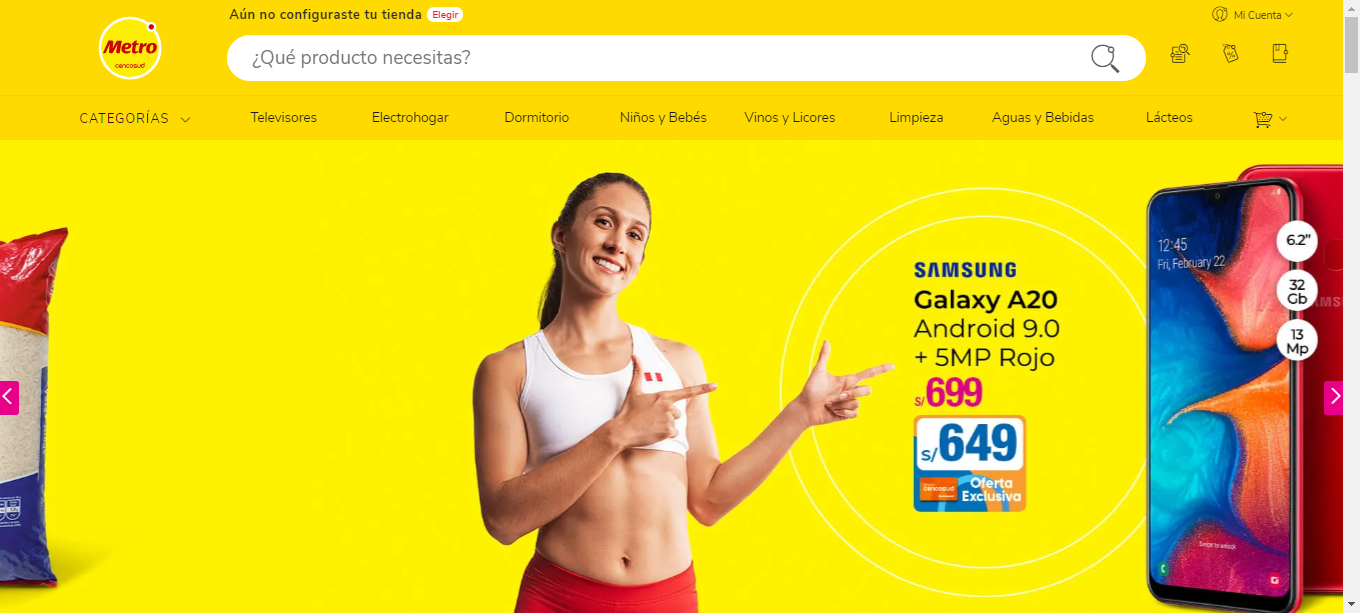 Aún no configuraste tu tienda Elegir
Mi Cuenta
Metro
cencosud
¿Qué producto necesitas?
CATEGORÍAS
Televisores
Electrohogar
Dormitorio
Niños y Bebés
Vinos y Licores
Limpieza
Aguas y Bebidas
Lácteos
SAMSUNG
Galaxy A20
Android 9.0
+ 5MP Rojo
S/699
S/649
cencosud
Oferta
Exclusiva
12:45
Fri, February 22
6.2”
32
Gb
13
Mp
Swipe to unlock